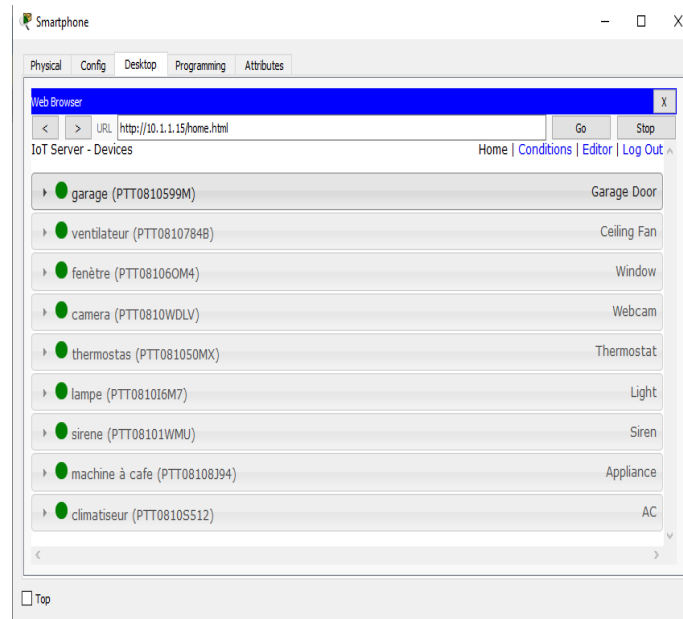 Smartphone
Physical Config Desktop Programming Attributes
Web Browser X
< > URL http://10.1.1.15/home.html Go Stop
IoT Server - Devices Home | Conditions | Editor | Log Out
garage (PTT0810599M) Garage Door
ventilateur (PTT0810784B) Ceiling Fan
fenètre (PTT08106OM4) Window
camera (PTT0810WDLV) Webcam
thermostas (PTT081050MX) Thermostat
lampe (PTT0810I6M7) Light
sirene (PTT08101WMU) Siren
machine à cafe (PTT08108J94) Appliance
climatiseur (PTT0810S512) AC
Top